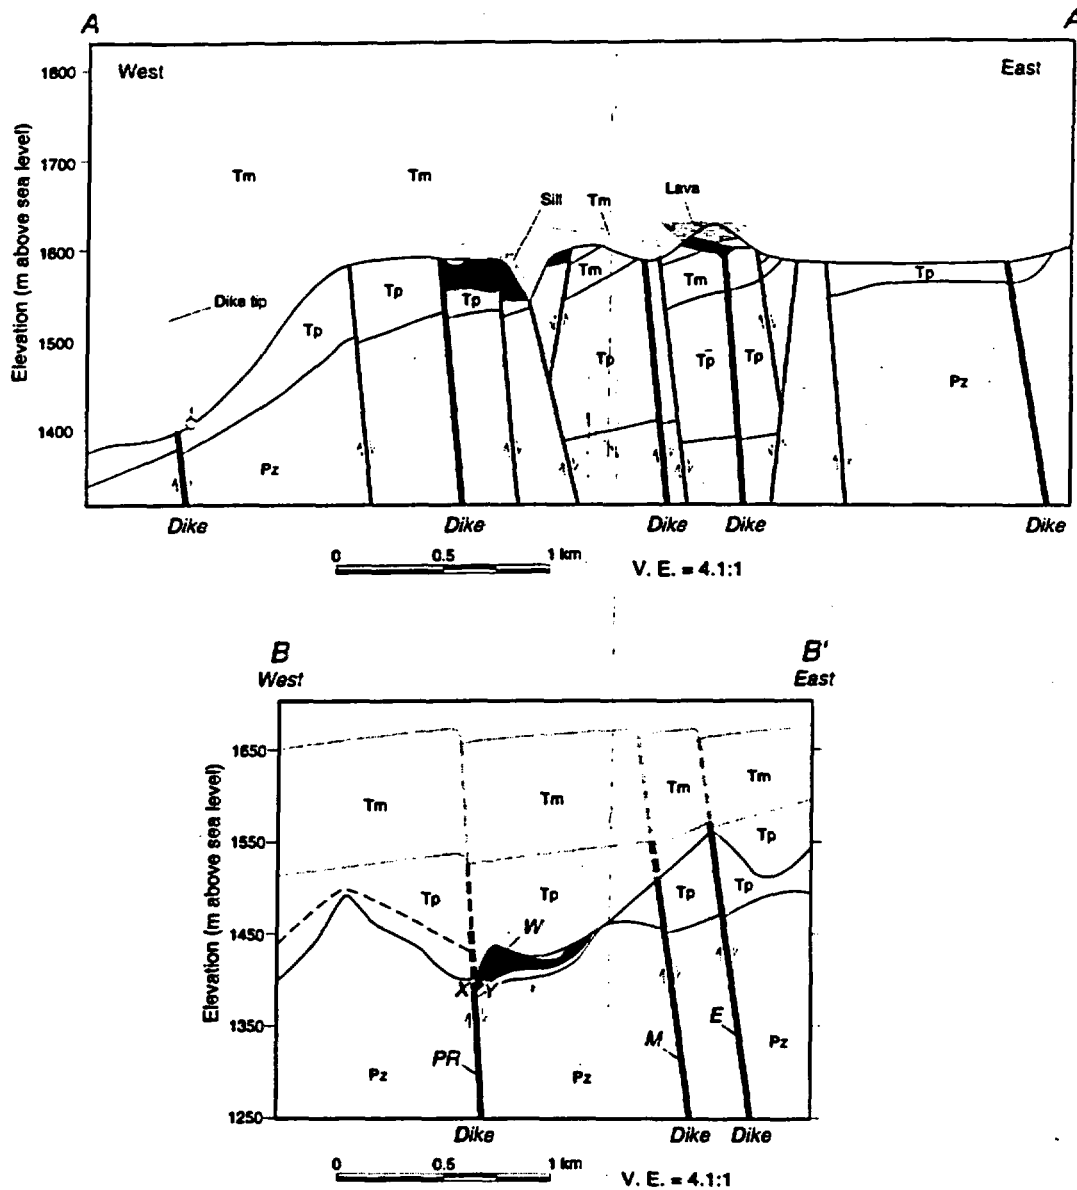 A A'
1800 West East
1700 Tm Tm Sill Tm Lava
1600
Tm
Tp Tm Tp
Dike tip Tp
1500 Tp Tp Tp Tp
Pz
1400
Pz
Elevation (m above sea level)
Dike Dike Dike Dike Dike
0 0.5 1 km V. E. = 4.1:1
B B'
West East
1650
Tm Tm Tm Tm
1550
Tp
Tp Tp Tp Tp
1450 W
X Y
1350
E
PR M Pz
Pz Pz
1250
Elevation (m above sea level)
Dike Dike Dike
0 0.5 1 km V. E. = 4.1:1